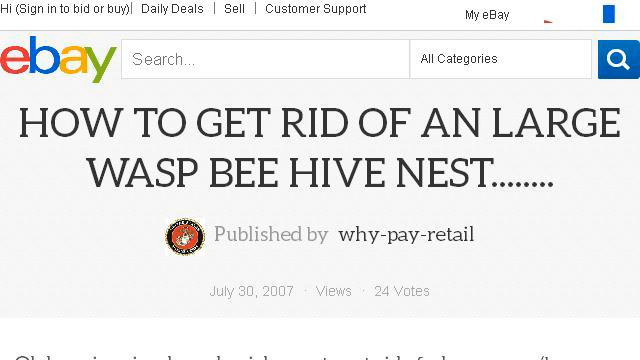 Hi (Sign in to bid or buy)| Daily Deals | Sell | Customer Support
My eBay
ebay
Search...
All Categories
HOW TO GET RID OF AN LARGE
WASP BEE HIVE NEST........
Published by why-pay-retail
July 30, 2007 · Views · 24 Votes